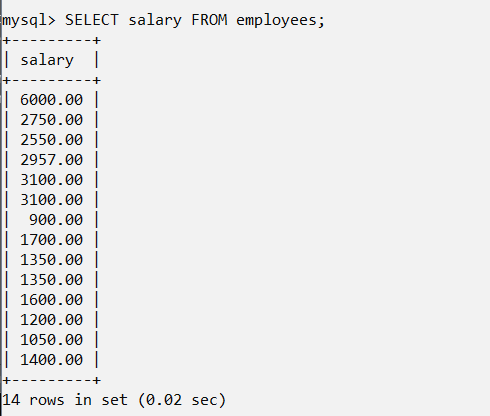 mysql> SELECT salary FROM employees;
+---------+
| salary  |
+---------+
| 6000.00 |
| 2750.00 |
| 2550.00 |
| 2957.00 |
| 3100.00 |
| 3100.00 |
|  900.00 |
| 1700.00 |
| 1350.00 |
| 1350.00 |
| 1600.00 |
| 1200.00 |
| 1050.00 |
| 1400.00 |
+---------+
14 rows in set (0.02 sec)